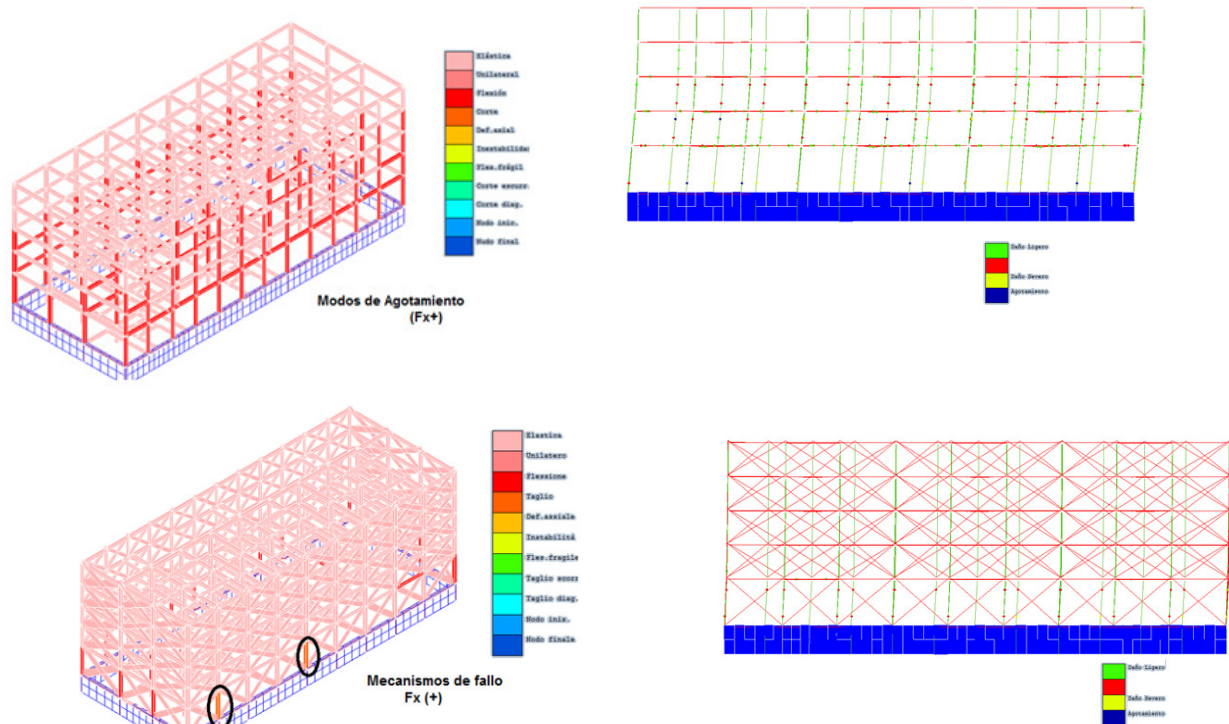 Elástica
Unilateral
Flexión
Corte
Def.axial
Inestabilidad
Flex.frágil
Corte escurr.
Corte diag.
Nodo inic.
Nodo final
Modos de Agotamiento
(Fx+)
Daño Ligero
Daño Severo
Agotamiento
Elastica
Unilatero
Flessione
Taglio
Def.assiale
Instabilità
Fles.fragile
Taglio scorr
Taglio diag.
Nodo iniz.
Nodo finale
Mecanismos de fallo
Fx (+)
Daño Ligero
Daño Severo
Agotamiento